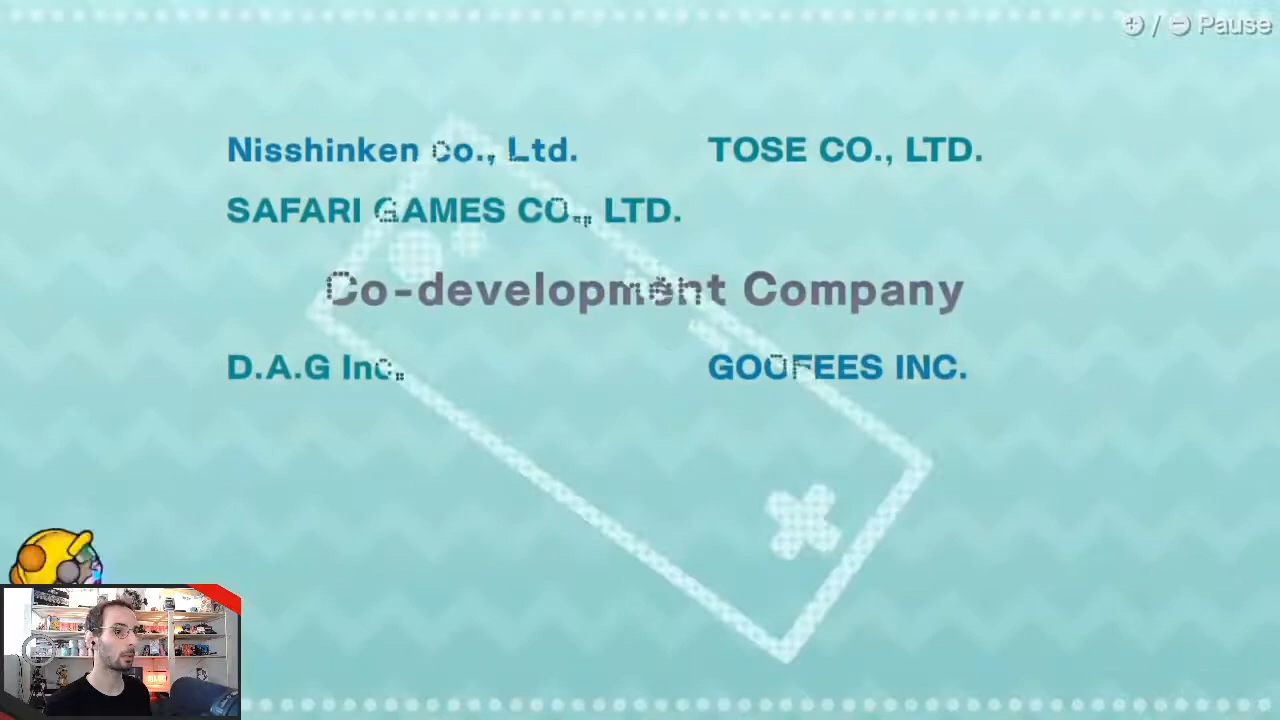 ⊕ / ⊖ Pause
Nisshinken co., Ltd. TOSE CO., LTD.
SAFARI GAMES CO., LTD.
Co-development Company
D.A.G Inc. GOOFEES INC.